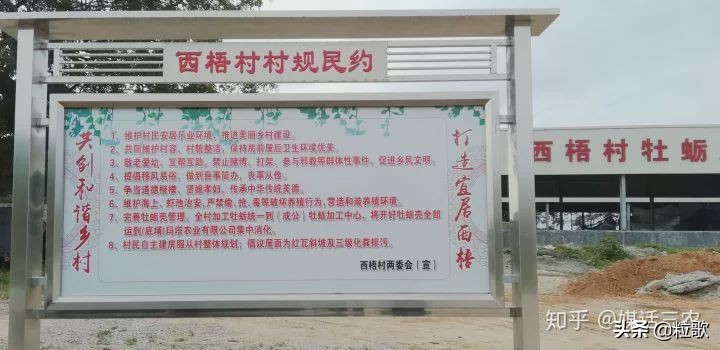 西梧村村规民约
共创和谐乡村
1、维护村民安居乐业环境，推进美丽乡村建设。
2、共同维护村容、村貌整洁、保持房前屋后卫生环境优美。
3、敬老爱幼、互帮互助，禁止赌博、打架、参与邪教等群体性事件、促进乡风文明。
4、提倡移风易俗、做到喜事简办、丧事从俭。
5、争当道德楷模、贤媳孝妇、传承中华传统美德。
6、维护海上、虾池治安，严禁偷、抢、毒等破坏养殖行为，营造和谐养殖环境。
7、完善牡蛎壳管理、全村加工牡蛎统一到（成公）牡蛎加工中心，将开好牡蛎壳全部
运到(底埔)玛塔农业有限公司集中消化。
8、村民自主建房服从村整体规划；倡议屋面为红瓦斜坡及三级化粪排污。
西梧村两委会（宣）
打造宜居西梧
西梧村牡蛎
知乎 @煤话三农
头条 @粒歌